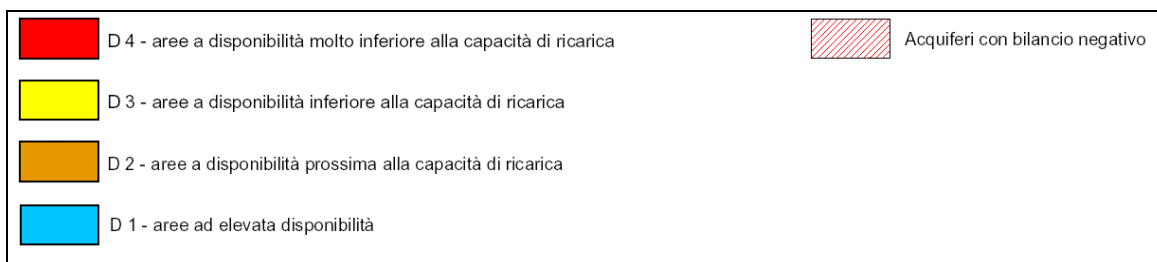 D 4 - aree a disponibilità molto inferiore alla capacità di ricarica
Acquiferi con bilancio negativo
D 3 - aree a disponibilità inferiore alla capacità di ricarica
D 2 - aree a disponibilità prossima alla capacità di ricarica
D 1 - aree ad elevata disponibilità